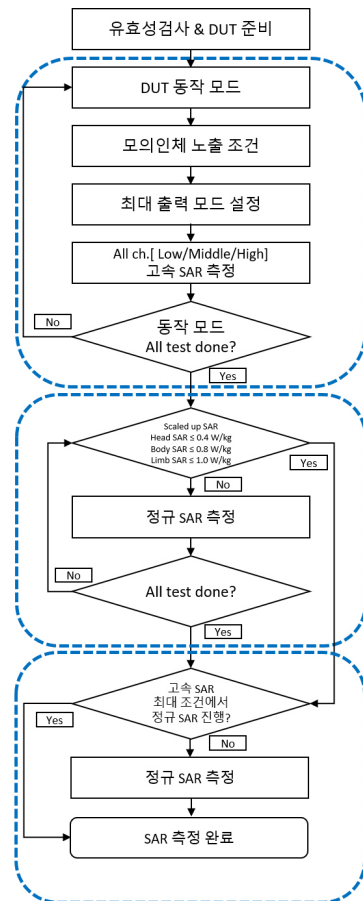 유효성검사 & DUT 준비
DUT 동작 모드
모의인체 노출 조건
최대 출력 모드 설정
All ch.[ Low/Middle/High]
고속 SAR 측정
No
동작 모드
All test done?
Yes
Scaled up SAR
Head SAR ≤ 0.4 W/kg
Body SAR ≤ 0.8 W/kg
Limb SAR ≤ 1.0 W/kg
Yes
No
정규 SAR 측정
No
All test done?
Yes
고속 SAR
최대 조건에서
정규 SAR 진행?
Yes
No
정규 SAR 측정
SAR 측정 완료